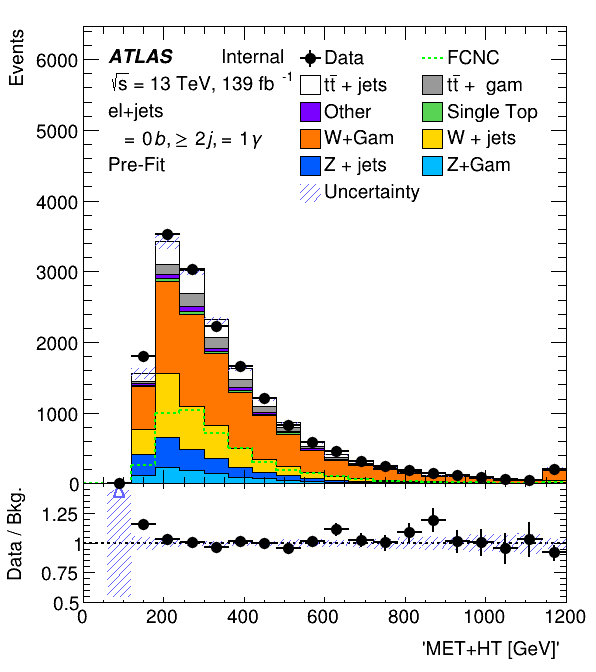 Events
6000
5000
4000
3000
2000
1000
0
ATLAS Internal
√s = 13 TeV, 139 fb⁻¹
el+jets
= 0b, ≥ 2j, = 1γ
Pre-Fit
Data
FCNC
tt̄ + jets
tt̄ + gam
Other
Single Top
W+Gam
W + jets
Z + jets
Z+Gam
Uncertainty
Data / Bkg.
1.25
1
0.75
0.5
0 200 400 600 800 1000 1200
'MET+HT [GeV]'